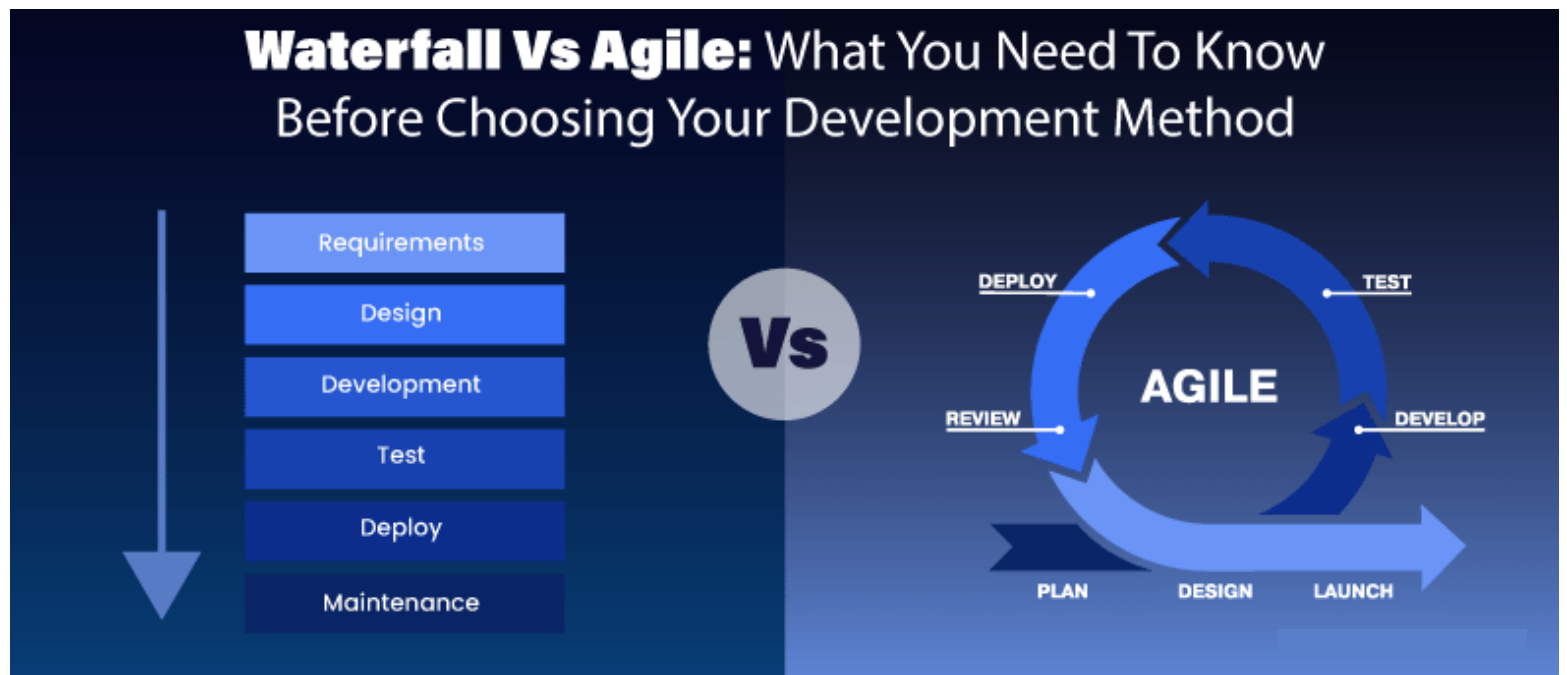 Waterfall Vs Agile: What You Need To Know
Before Choosing Your Development Method
Requirements
Design
Development
Test
Deploy
Maintenance
Vs
DEPLOY
TEST
AGILE
REVIEW
DEVELOP
PLAN
DESIGN
LAUNCH